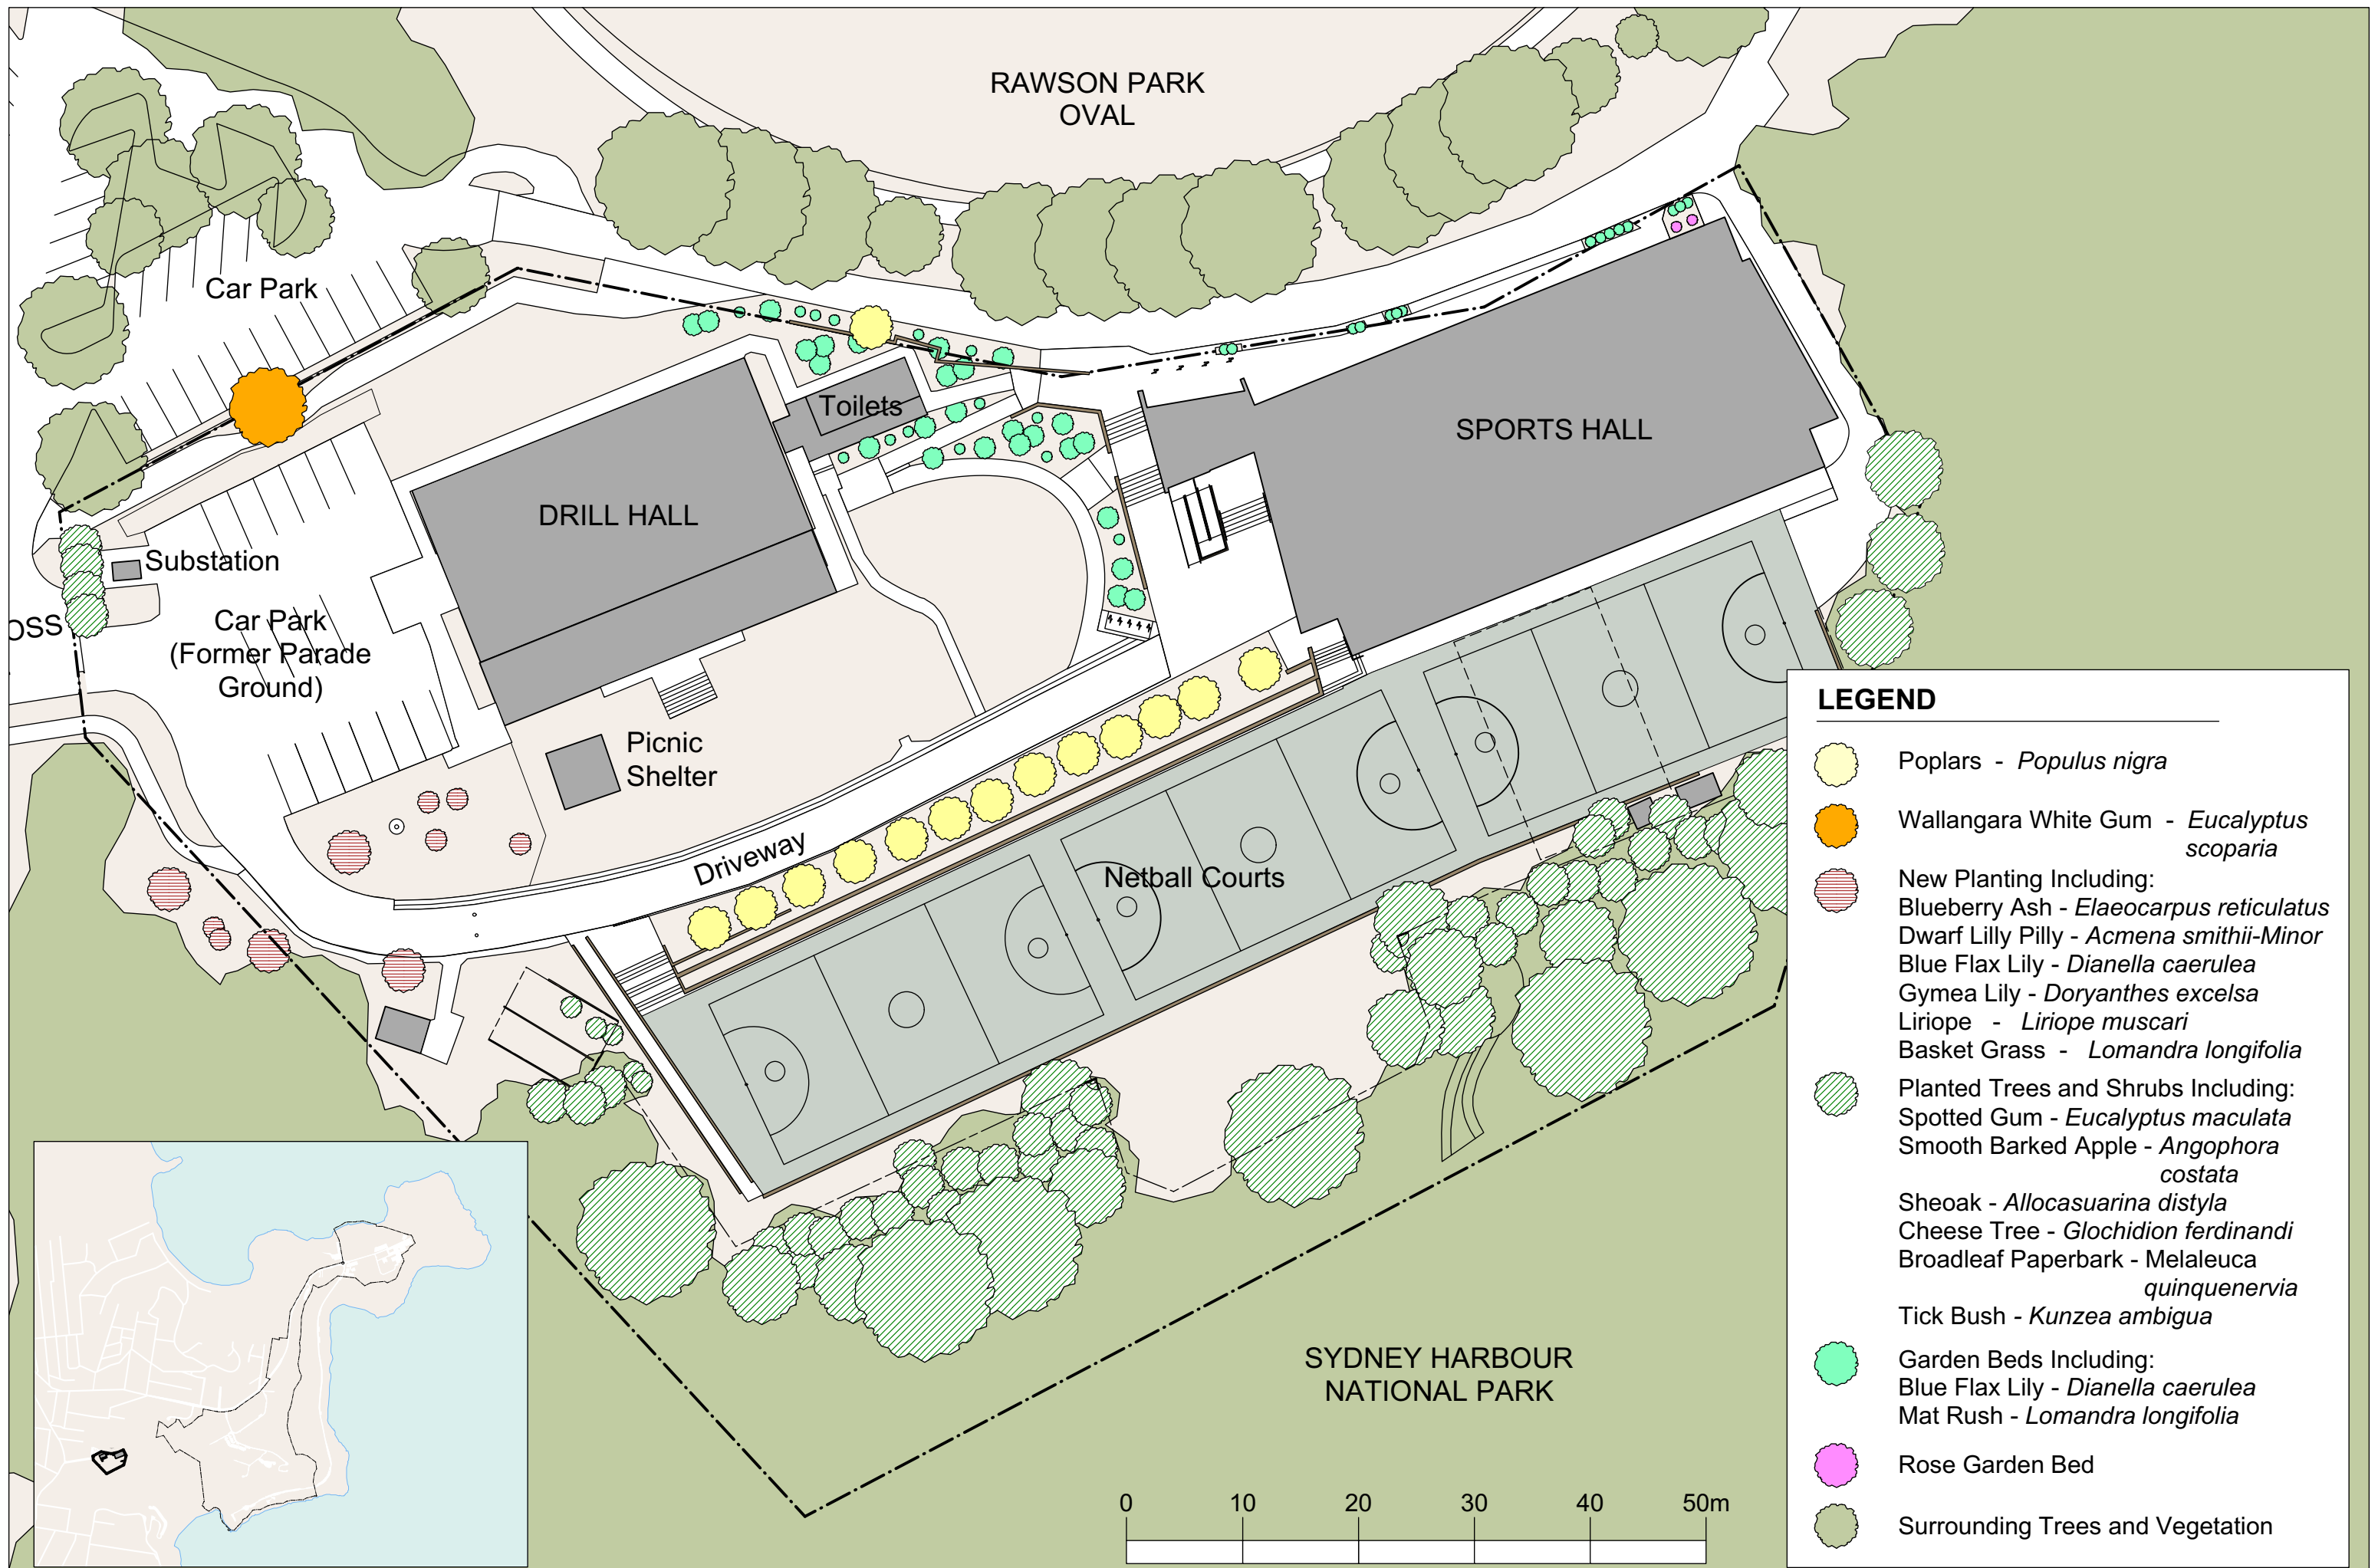 RAWSON PARK
OVAL
Car Park
Toilets
SPORTS HALL
DRILL HALL
Substation
OSS
Car Park
(Former Parade
Ground)
Picnic
Shelter
Driveway
Netball Courts
SYDNEY HARBOUR
NATIONAL PARK
0 10 20 30 40 50m
LEGEND
Poplars - Populus nigra
Wallangara White Gum - Eucalyptus
scoparia
New Planting Including:
Blueberry Ash - Elaeocarpus reticulatus
Dwarf Lilly Pilly - Acmena smithii-Minor
Blue Flax Lily - Dianella caerulea
Gymea Lily - Doryanthes excelsa
Liriope - Liriope muscari
Basket Grass - Lomandra longifolia
Planted Trees and Shrubs Including:
Spotted Gum - Eucalyptus maculata
Smooth Barked Apple - Angophora
costata
Sheoak - Allocasuarina distyla
Cheese Tree - Glochidion ferdinandi
Broadleaf Paperbark - Melaleuca
quinquenervia
Tick Bush - Kunzea ambigua
Garden Beds Including:
Blue Flax Lily - Dianella caerulea
Mat Rush - Lomandra longifolia
Rose Garden Bed
Surrounding Trees and Vegetation